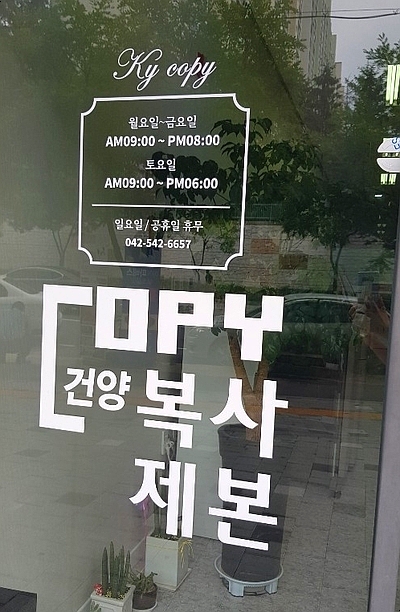 Ky copy
월요일~금요일
AM09:00 ~ PM08:00
토요일
AM09:00 ~ PM06:00
일요일/공휴일 휴무
042-542-6657
COPY
건양 복사
제본